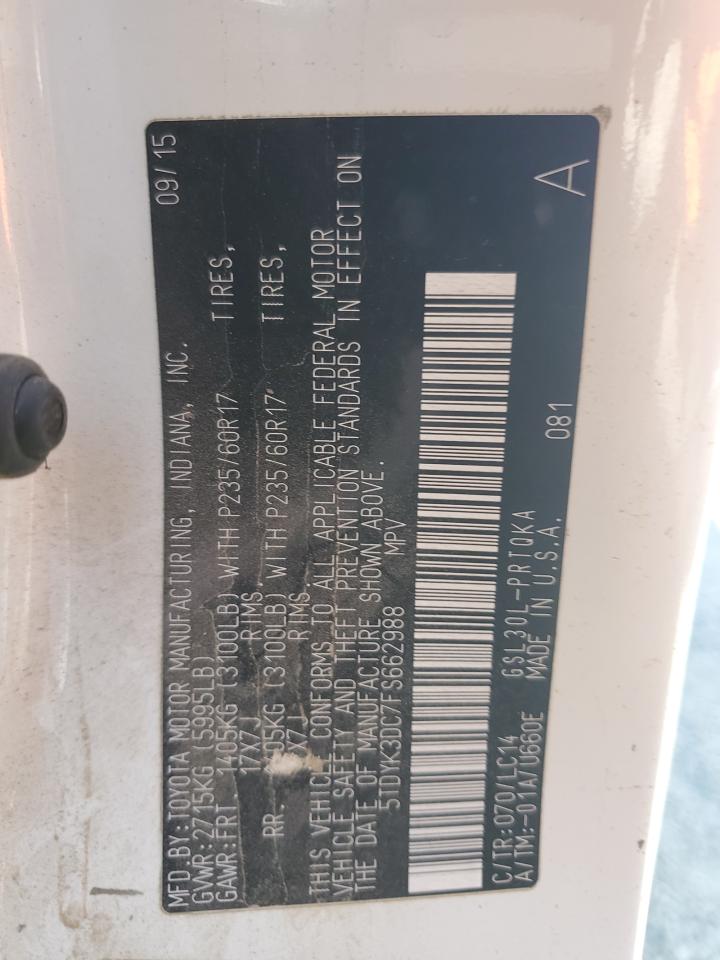 MFD.BY:TOYOTA MOTOR MANUFACTURING, INDIANA, INC. 09/15
GVWR:2715KG (5995LB)
GAWR:FRT 1405KG (3100LB) WITH P235/60R17 TIRES,
17X7J RIMS,
RR. KG (3100LB) WITH P235/60R17 TIRES,
RIMS
THIS VEHICLE CONFORMS TO ALL APPLICABLE FEDERAL MOTOR
VEHICLE SAFETY AND THEFT PREVENTION STANDARDS IN EFFECT ON
THE DATE OF MANUFACTURE SHOWN ABOVE.
5TDYK3DC7FS662988 MPV
C/TR:070/LC14 GSL30L-PRTQKA 081 A
A/TM:-01A/U660E MADE IN U.S.A.